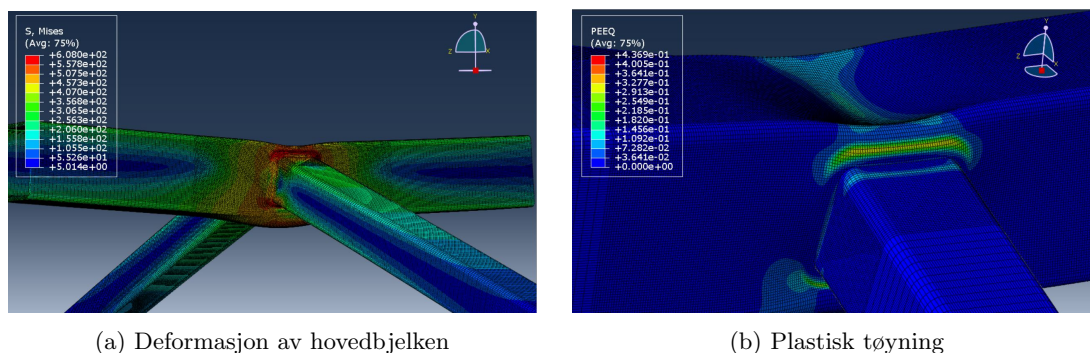 S, Mises
(Avg: 75%)
+6.080e+02
+5.578e+02
+5.075e+02
+4.573e+02
+4.070e+02
+3.568e+02
+3.065e+02
+2.563e+02
+2.060e+02
+1.558e+02
+1.055e+02
+5.526e+01
+5.014e+00
Y
Z
X
(a) Deformasjon av hovedbjelken
PEEQ
(Avg: 75%)
+4.369e-01
+4.005e-01
+3.641e-01
+3.277e-01
+2.913e-01
+2.549e-01
+2.185e-01
+1.820e-01
+1.456e-01
+1.092e-01
+7.282e-02
+3.641e-02
+0.000e+00
Y
Z
X
(b) Plastisk tøyning